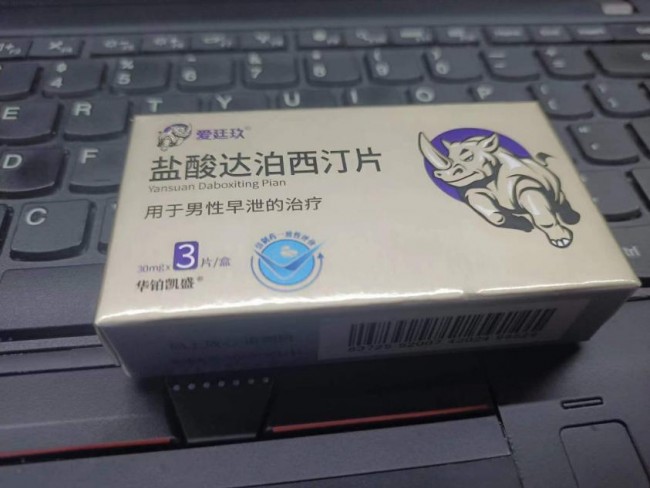 爱廷玖®
盐酸达泊西汀片
Yansuan Daboxiting Pian
用于男性早泄的治疗
30mg×3片/盒
华铂凯盛®
E
R
T
Y
U
I
O
P
D
C